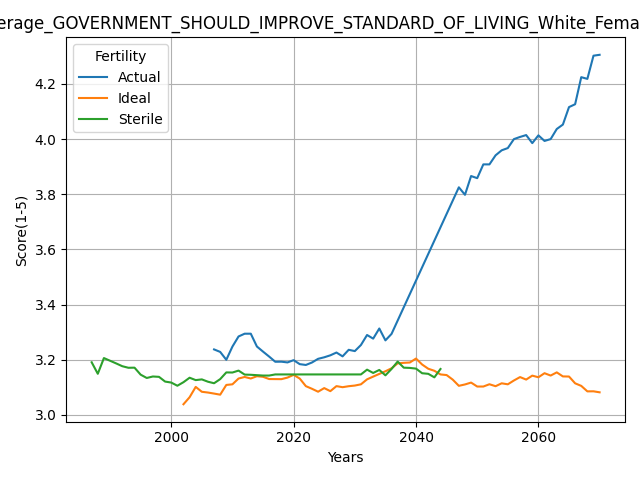 erage_GOVERNMENT_SHOULD_IMPROVE_STANDARD_OF_LIVING_White_Fema
Fertility
Actual
Ideal
Sterile
4.2
4.0
3.8
3.6
3.4
3.2
3.0
Score(1-5)
2000 2020 2040 2060
Years